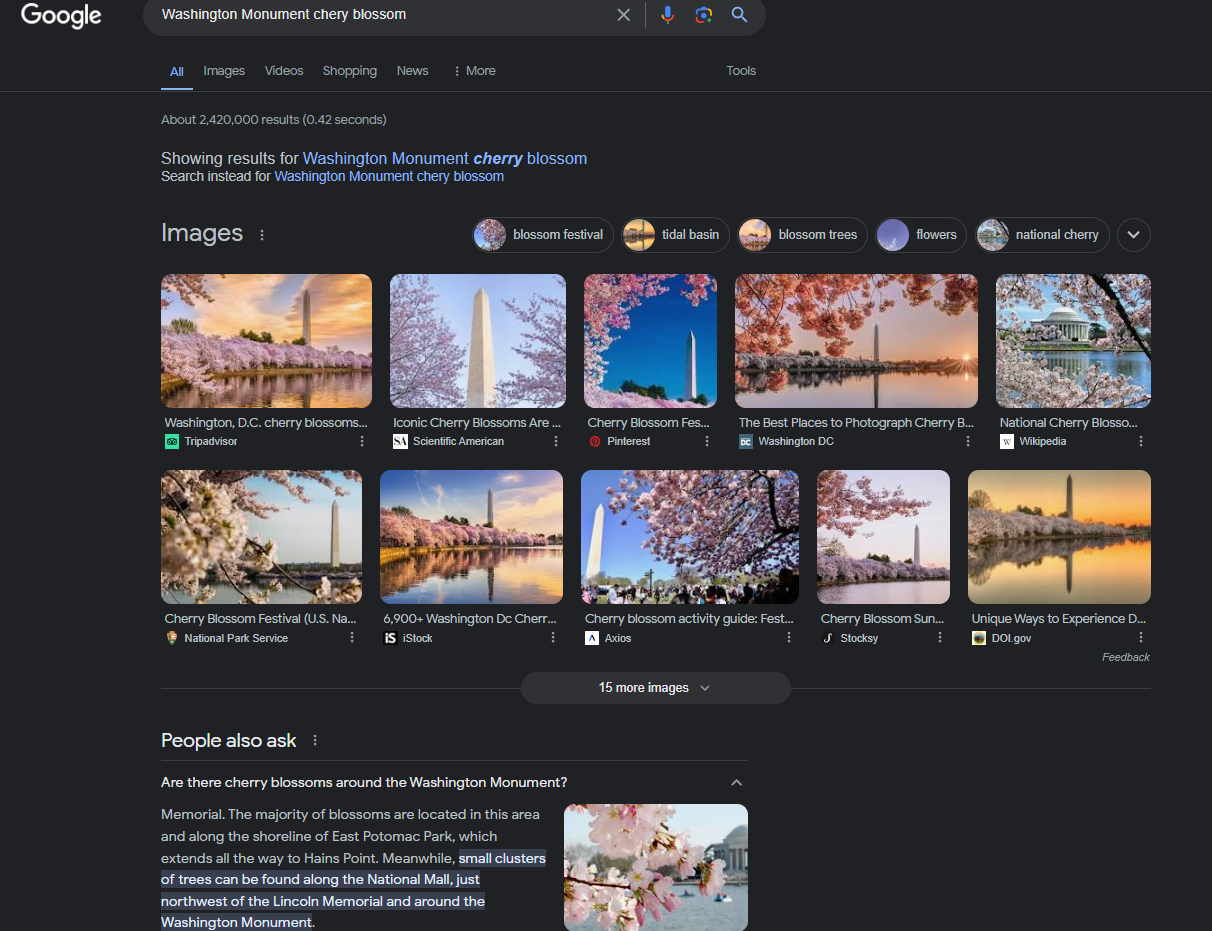 Google
Washington Monument chery blossom
All Images Videos Shopping News More Tools
About 2,420,000 results (0.42 seconds)
Showing results for Washington Monument cherry blossom
Search instead for Washington Monument chery blossom
Images
blossom festival tidal basin blossom trees flowers national cherry
Washington, D.C. cherry blossoms...
Tripadvisor
Iconic Cherry Blossoms Are ...
SA Scientific American
Cherry Blossom Fes...
Pinterest
The Best Places to Photograph Cherry B...
DC Washington DC
National Cherry Blosso...
W Wikipedia
Cherry Blossom Festival (U.S. Na...
National Park Service
6,900+ Washington Dc Cherr...
iS iStock
Cherry blossom activity guide: Fest...
Axios
Cherry Blossom Sun...
Stocksy
Unique Ways to Experience D...
DOI.gov
Feedback
15 more images
People also ask
Are there cherry blossoms around the Washington Monument?
Memorial. The majority of blossoms are located in this area
and along the shoreline of East Potomac Park, which
extends all the way to Hains Point. Meanwhile, small clusters
of trees can be found along the National Mall, just
northwest of the Lincoln Memorial and around the
Washington Monument.